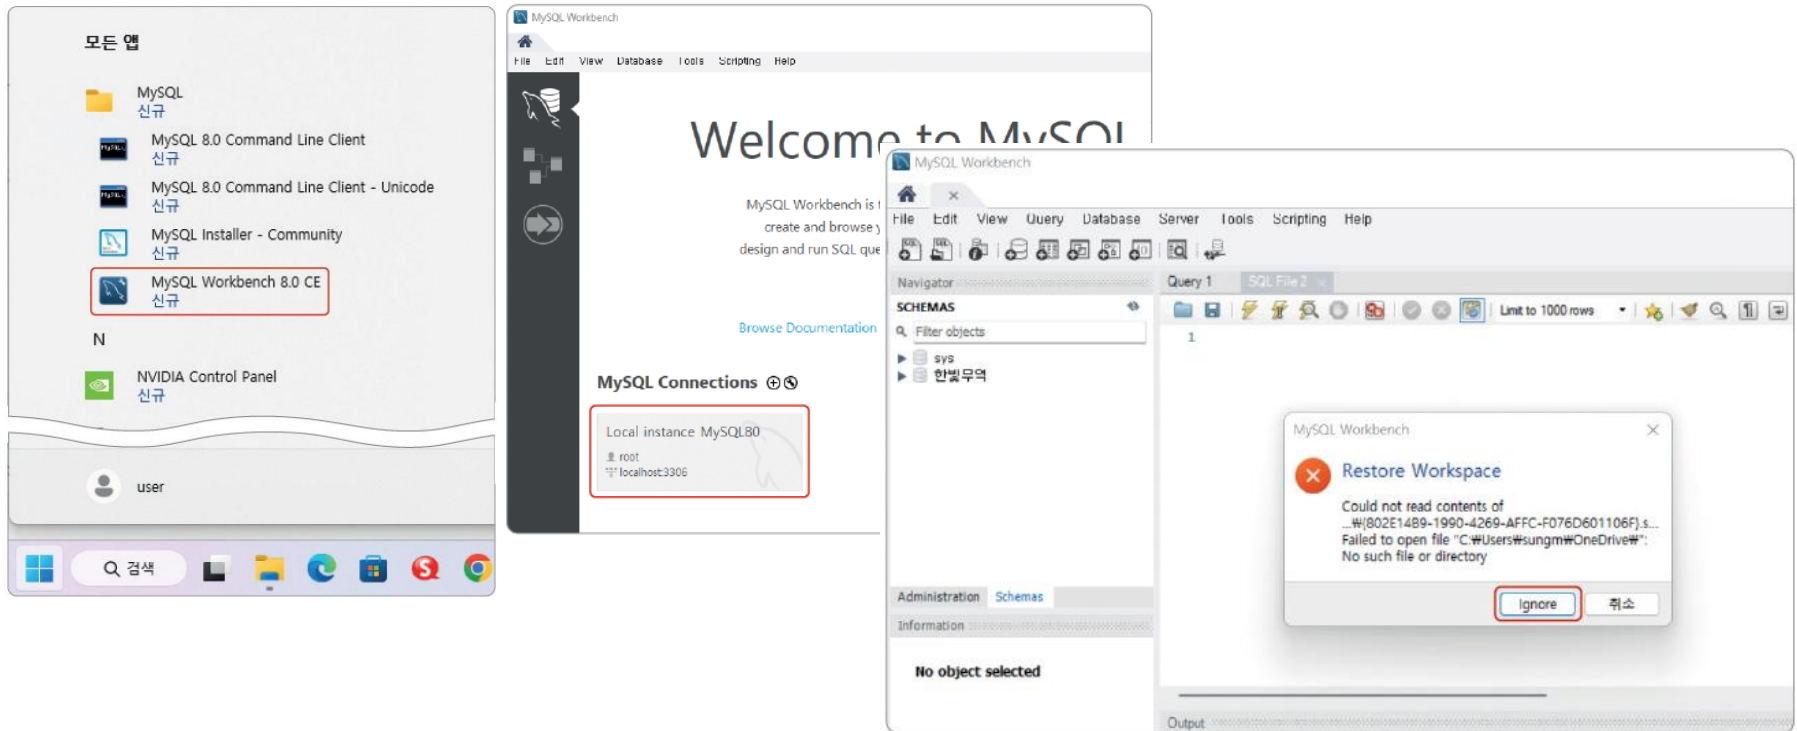 모든 앱
MySQL
신규
MySQL 8.0 Command Line Client
신규
MySQL 8.0 Command Line Client - Unicode
신규
MySQL Installer - Community
신규
MySQL Workbench 8.0 CE
신규
N
NVIDIA Control Panel
신규
user
검색
MySQL Workbench
File Edit View Database Tools Scripting Help
Welcome to MySQL
MySQL Workbench is
create and browse
design and run SQL que
Browse Documentation
MySQL Connections
Local instance MySQL80
root
localhost:3306
MySQL Workbench
File Edit View Query Database Server Tools Scripting Help
Navigator
SCHEMAS
Filter objects
sys
한빛무역
Administration Schemas
Information
No object selected
Query 1 SQL File 2
Limit to 1000 rows
1
MySQL Workbench
Restore Workspace
Could not read contents of
...₩{802E14B9-1990-4269-AFFC-F076D601106F}.s...
Failed to open file "C:₩Users₩sungm₩OneDrive₩":
No such file or directory
Ignore 취소
Output